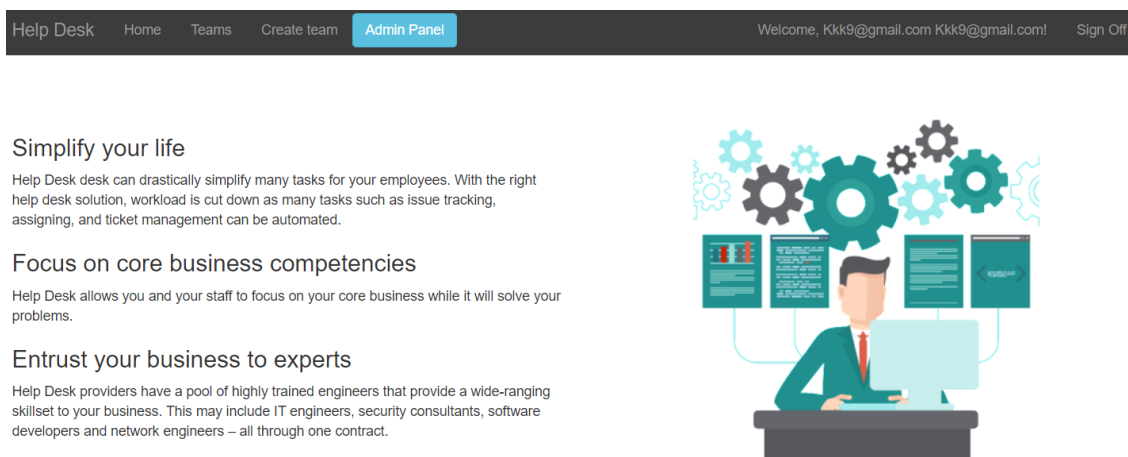 Help Desk Home Teams Create team Admin Panel Welcome, Kkk9@gmail.com Kkk9@gmail.com! Sign Off
Simplify your life
Help Desk desk can drastically simplify many tasks for your employees. With the right
help desk solution, workload is cut down as many tasks such as issue tracking,
assigning, and ticket management can be automated.
Focus on core business competencies
Help Desk allows you and your staff to focus on your core business while it will solve your
problems.
Entrust your business to experts
Help Desk providers have a pool of highly trained engineers that provide a wide-ranging
skillset to your business. This may include IT engineers, security consultants, software
developers and network engineers – all through one contract.